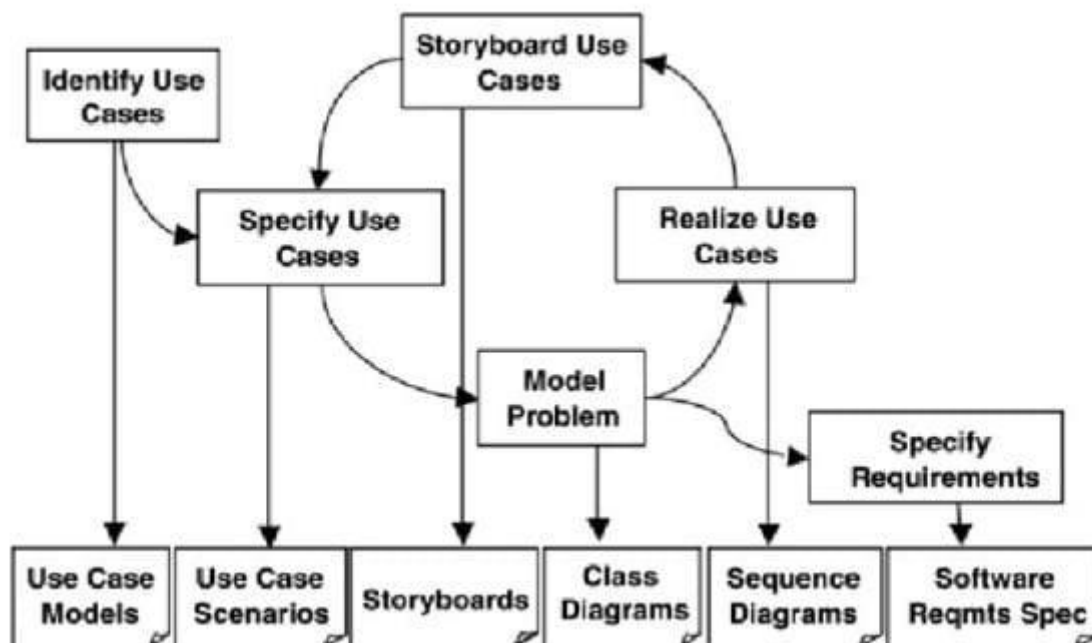 Storyboard Use
Cases
Identify Use
Cases
Specify Use
Cases
Realize Use
Cases
Model
Problem
Specify
Requirements
Use Case
Models
Use Case
Scenarios
Storyboards
Class
Diagrams
Sequence
Diagrams
Software
Reqmts Spec